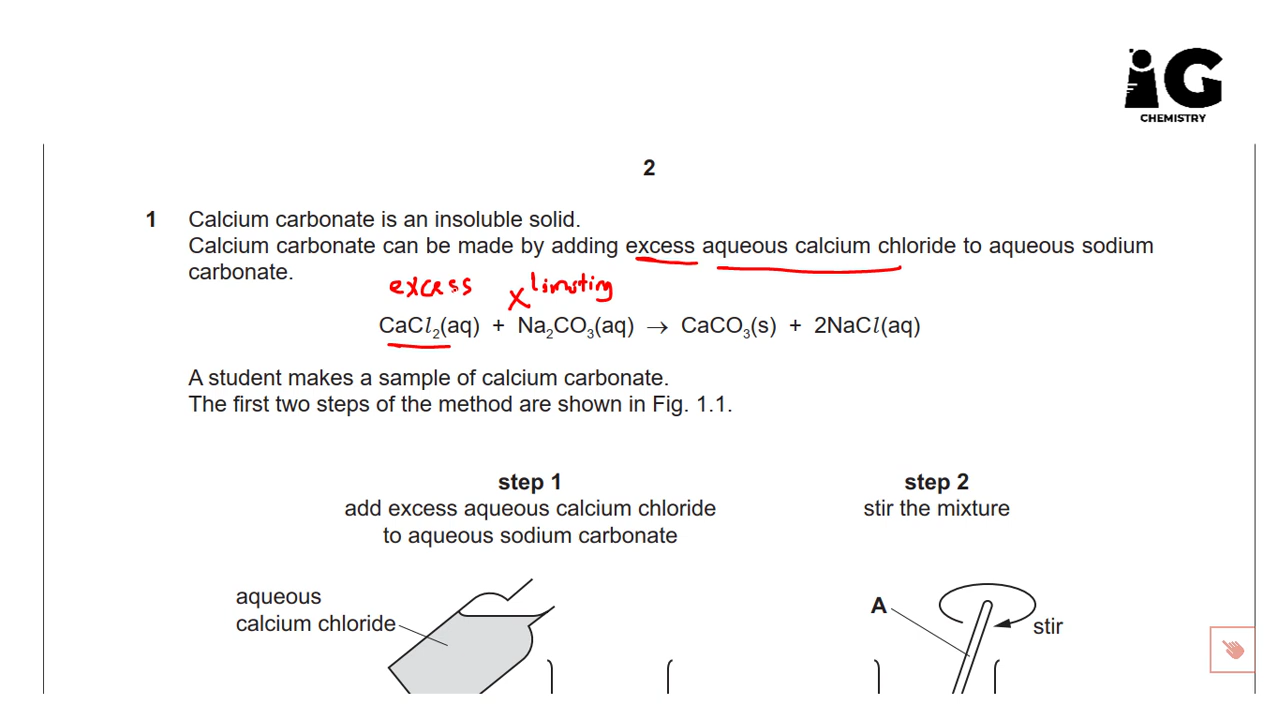 iG
CHEMISTRY
2
1 Calcium carbonate is an insoluble solid.
Calcium carbonate can be made by adding excess aqueous calcium chloride to aqueous sodium
carbonate.
excess limiting
CaCl₂(aq) + Na₂CO₃(aq) → CaCO₃(s) + 2NaCl(aq)
A student makes a sample of calcium carbonate.
The first two steps of the method are shown in Fig. 1.1.
step 1
add excess aqueous calcium chloride
to aqueous sodium carbonate
step 2
stir the mixture
aqueous
calcium chloride
A
stir